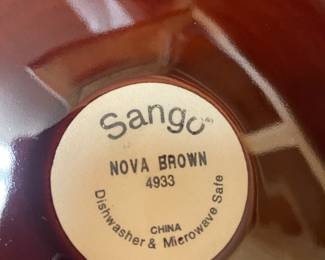 Sango
NOVA BROWN
4933
CHINA
Dishwasher & Microwave Safe